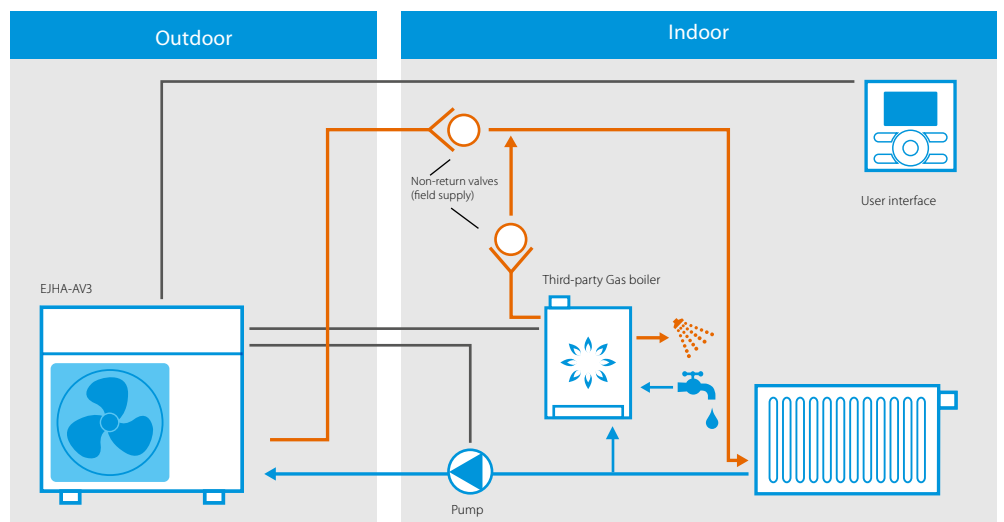 Outdoor
Indoor
Non-return valves
(field supply)
User interface
Third-party Gas boiler
EJHA-AV3
Pump